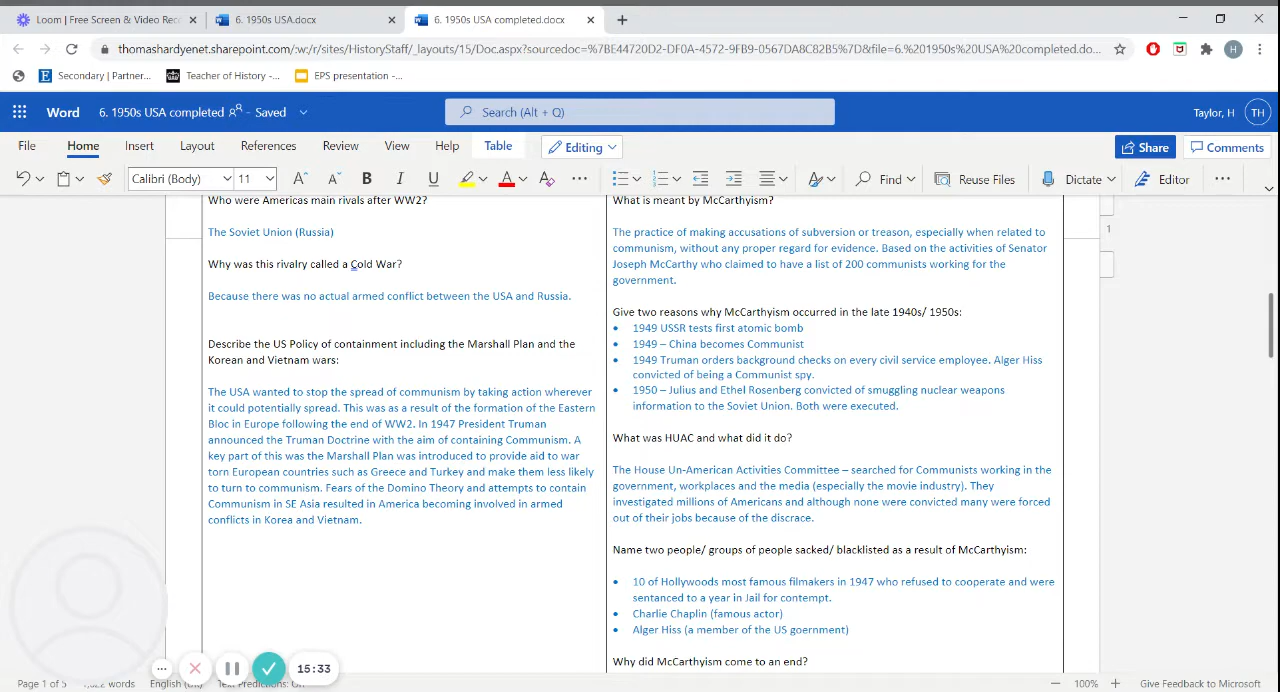 Loom | Free Screen & Video Rec
6. 1950s USA.docx
6. 1950s USA completed.docx
thomashardyenet.sharepoint.com/:w:/r/sites/HistoryStaff/_layouts/15/Doc.aspx?sourcedoc=%7BE44720D2-DF0A-4572-9FB9-0567DA8C82B5%7D&file=6.%201950s%20USA%20completed.do...
H
Secondary | Partner...
Teacher of History -...
EPS presentation -...
Word
6. 1950s USA completed - Saved
Search (Alt + Q)
Taylor, H
TH
File
Home
Insert
Layout
References
Review
View
Help
Table
Editing
Share
Comments
Calibri (Body)
11
Find
Reuse Files
Dictate
Editor
Who were Americas main rivals after WW2?
The Soviet Union (Russia)
Why was this rivalry called a Cold War?
Because there was no actual armed conflict between the USA and Russia.
Describe the US Policy of containment including the Marshall Plan and the
Korean and Vietnam wars:
The USA wanted to stop the spread of communism by taking action wherever
it could potentially spread. This was as a result of the formation of the Eastern
Bloc in Europe following the end of WW2. In 1947 President Truman
announced the Truman Doctrine with the aim of containing Communism. A
key part of this was the Marshall Plan was introduced to provide aid to war
torn European countries such as Greece and Turkey and make them less likely
to turn to communism. Fears of the Domino Theory and attempts to contain
Communism in SE Asia resulted in America becoming involved in armed
conflicts in Korea and Vietnam.
What is meant by McCarthyism?
The practice of making accusations of subversion or treason, especially when related to
communism, without any proper regard for evidence. Based on the activities of Senator
Joseph McCarthy who claimed to have a list of 200 communists working for the
government.
Give two reasons why McCarthyism occurred in the late 1940s/ 1950s:
• 1949 USSR tests first atomic bomb
• 1949 – China becomes Communist
• 1949 Truman orders background checks on every civil service employee. Alger Hiss
convicted of being a Communist spy.
• 1950 – Julius and Ethel Rosenberg convicted of smuggling nuclear weapons
information to the Soviet Union. Both were executed.
What was HUAC and what did it do?
The House Un-American Activities Committee – searched for Communists working in the
government, workplaces and the media (especially the movie industry). They
investigated millions of Americans and although none were convicted many were forced
out of their jobs because of the discrace.
Name two people/ groups of people sacked/ blacklisted as a result of McCarthyism:
• 10 of Hollywoods most famous filmakers in 1947 who refused to cooperate and were
sentanced to a year in Jail for contempt.
• Charlie Chaplin (famous actor)
• Alger Hiss (a member of the US goernment)
Why did McCarthyism come to an end?
1
15:33
Page 1 of 5
words
English (
Text Predictions: On
100%
Give Feedback to Microsoft